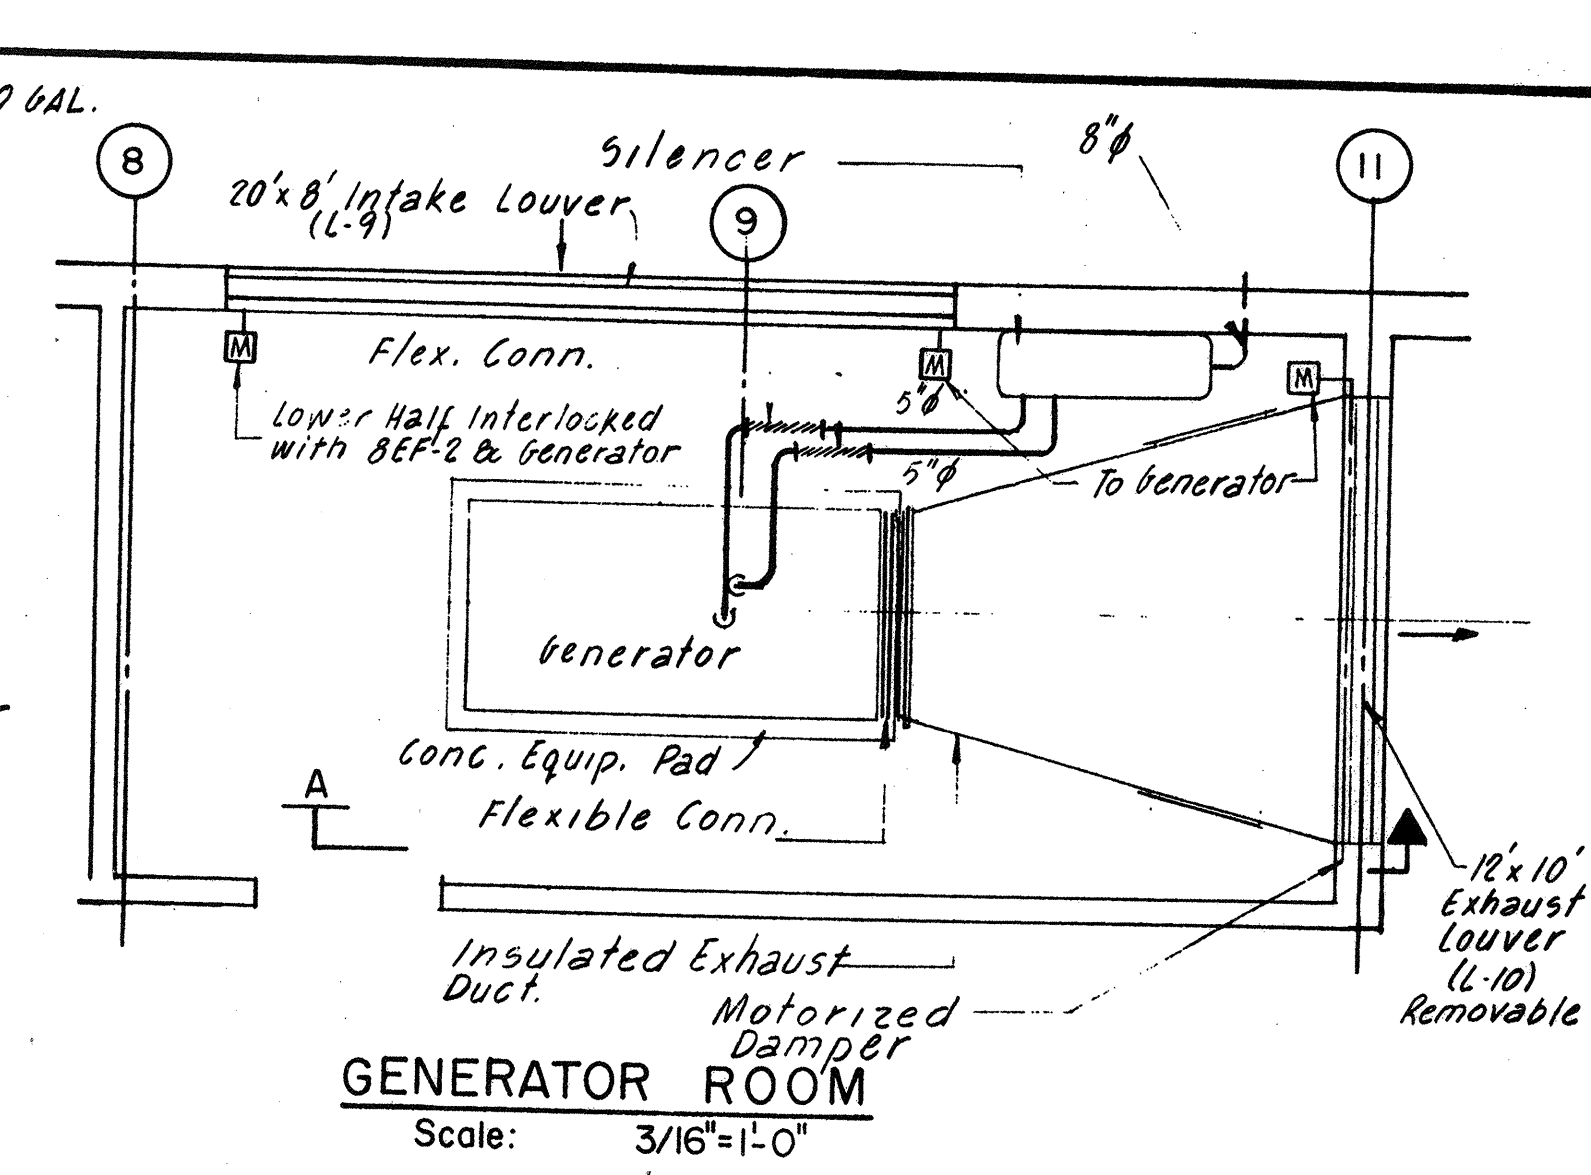 GAL.
8
Silencer
8"φ
11
20'x 8' Intake Louver
(L-9)
9
M
Flex. Conn.
M
M
5"φ
Lower Half Interlocked
with 8EF-2 & Generator
5"φ
To Generator
Generator
Conc. Equip. Pad
A
Flexible Conn.
12'x 10'
Exhaust
Louver
(L-10)
Removable
Insulated Exhaust
Duct.
Motorized
Damper
GENERATOR ROOM
Scale: 3/16"=1'-0"